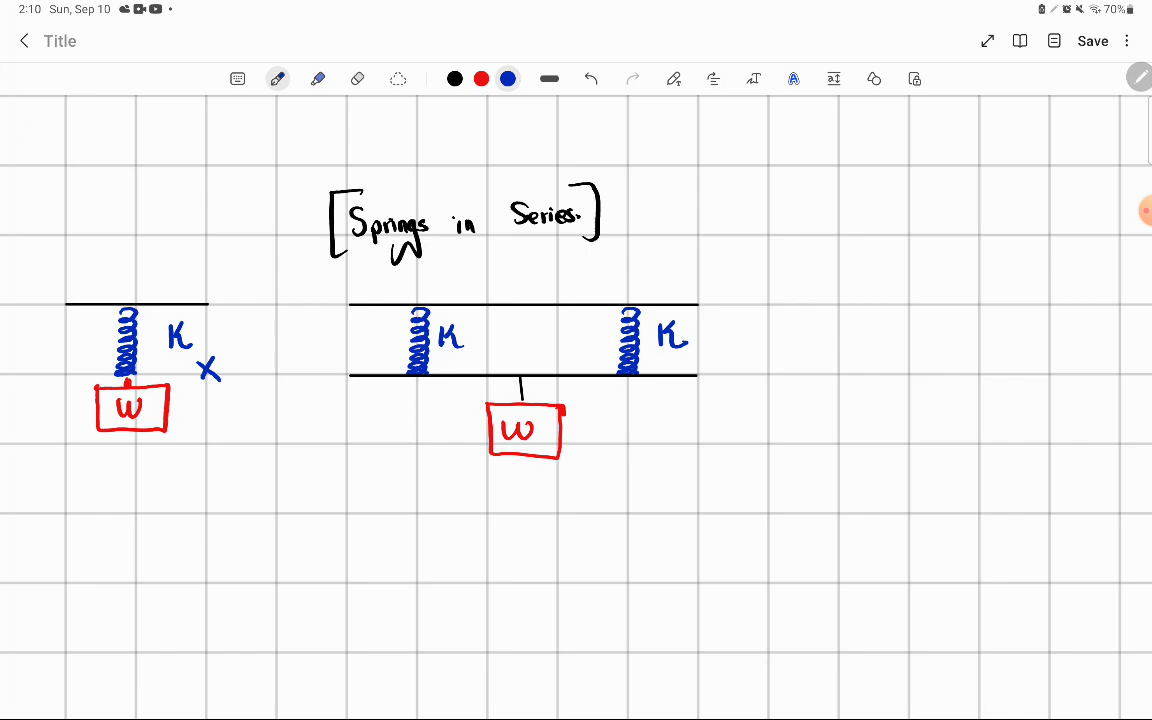 2:10 Sun, Sep 10
70%
Title
Save
[Springs in Series.]
K
x
W
K
K
W